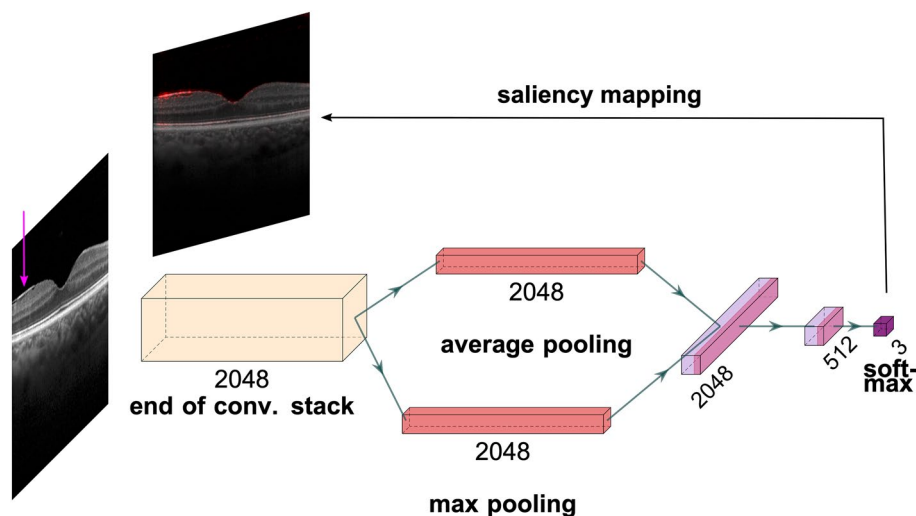 saliency mapping
2048
average pooling
2048
end of conv. stack
2048
max pooling
2048
512
3
soft-
max